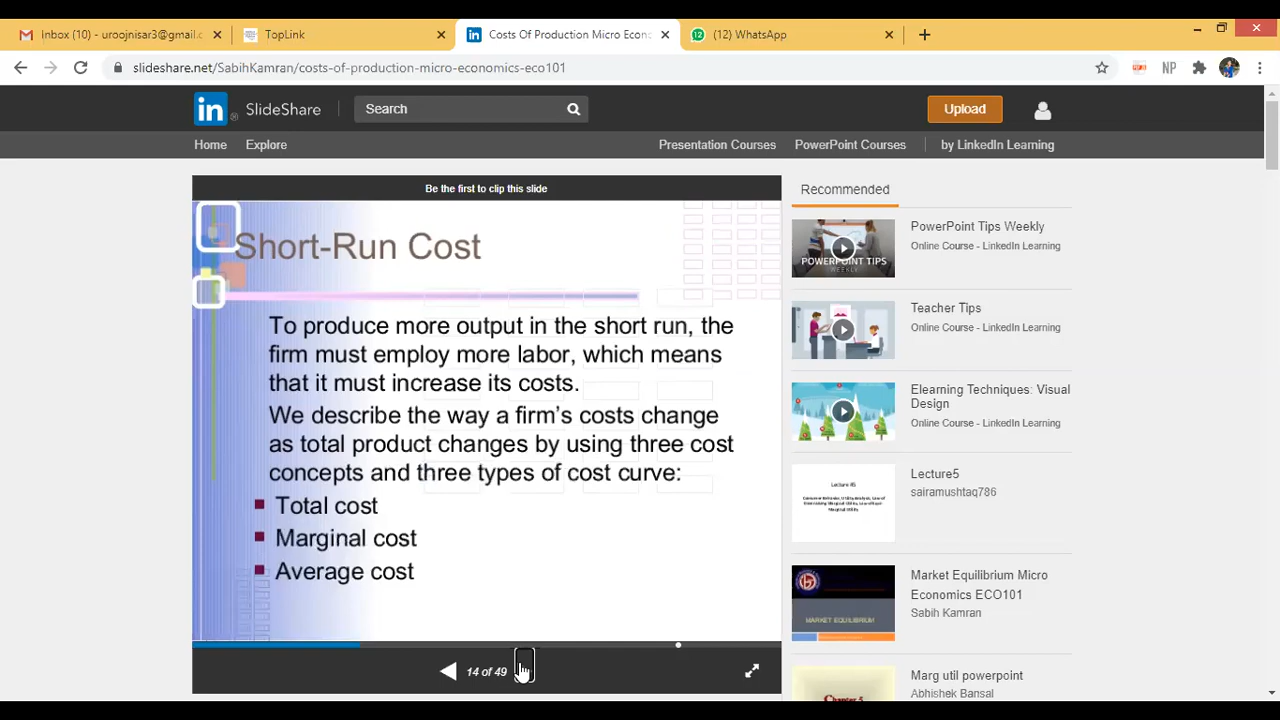 Inbox (10) - uroojnisar3@gmail.c
TopLink
Costs Of Production Micro Econ
(12) WhatsApp
slideshare.net/SabihKamran/costs-of-production-micro-economics-eco101
NP
in SlideShare
Search
Upload
Home
Explore
Presentation Courses
PowerPoint Courses
by LinkedIn Learning
Be the first to clip this slide
Short-Run Cost
To produce more output in the short run, the
firm must employ more labor, which means
that it must increase its costs.
We describe the way a firm's costs change
as total product changes by using three cost
concepts and three types of cost curve:
Total cost
Marginal cost
Average cost
14 of 49
Recommended
POWERPOINT TIPS
WEEKLY
PowerPoint Tips Weekly
Online Course - LinkedIn Learning
Teacher Tips
Online Course - LinkedIn Learning
Elearning Techniques: Visual
Design
Online Course - LinkedIn Learning
Lecture 45
Lecture5
sairamushtaq786
MARKET EQUILIBRIUM
Market Equilibrium Micro
Economics ECO101
Sabih Kamran
Chapter 5
Marg util powerpoint
Abhishek Bansal